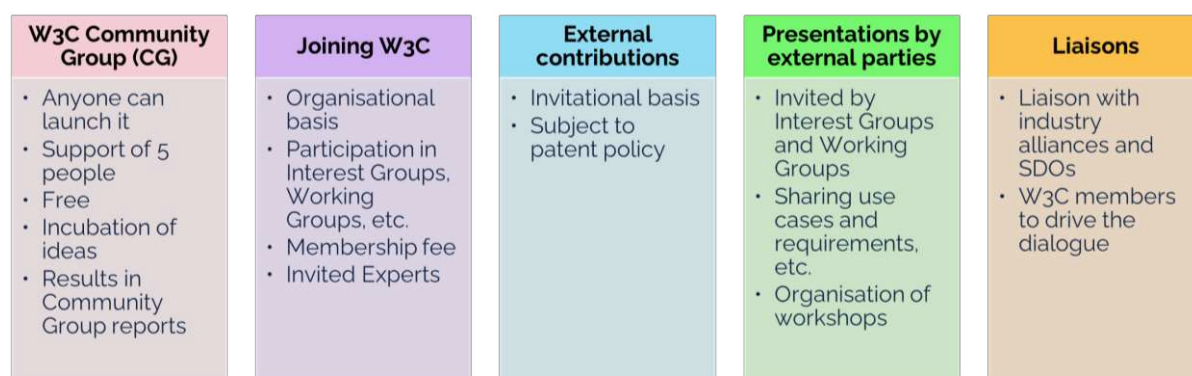 W3C Community
Group (CG)
• Anyone can
launch it
• Support of 5
people
• Free
• Incubation of
ideas
• Results in
Community
Group reports
Joining W3C
• Organisational
basis
• Participation in
Interest Groups,
Working
Groups, etc.
• Membership fee
• Invited Experts
External
contributions
• Invitational basis
• Subject to
patent policy
Presentations by
external parties
• Invited by
Interest Groups
and Working
Groups
• Sharing use
cases and
requirements,
etc.
• Organisation of
workshops
Liaisons
• Liaison with
industry
alliances and
SDOs
• W3C members
to drive the
dialogue